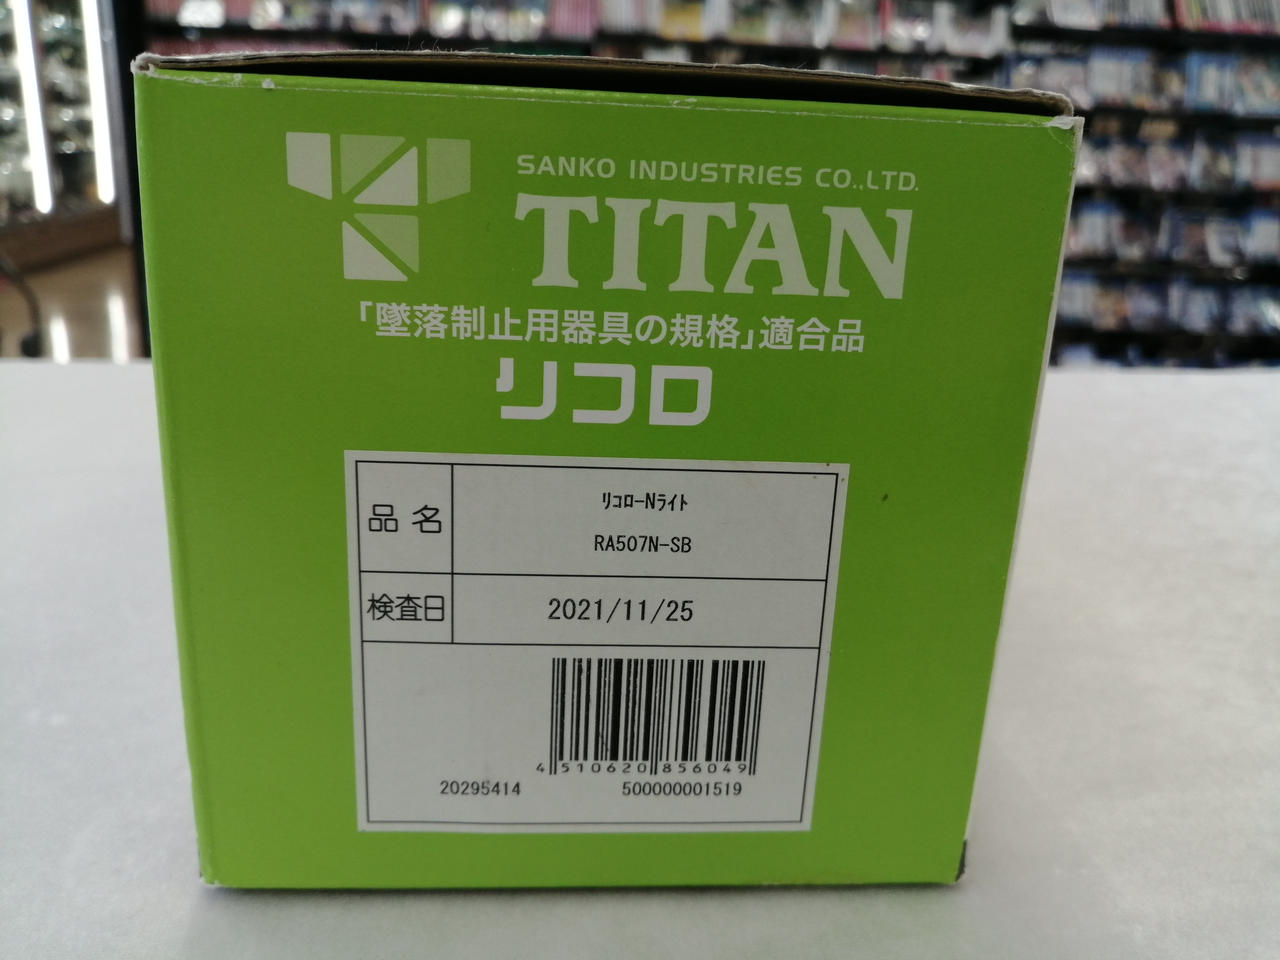 SANKO INDUSTRIES CO.,LTD.
TITAN
「墜落制止用器具の規格」適合品
リコロ
品名
ﾘｺﾛｰNﾗｲﾄ
RA507N-SB
検査日
2021/11/25
4510620856049
20295414
500000001519